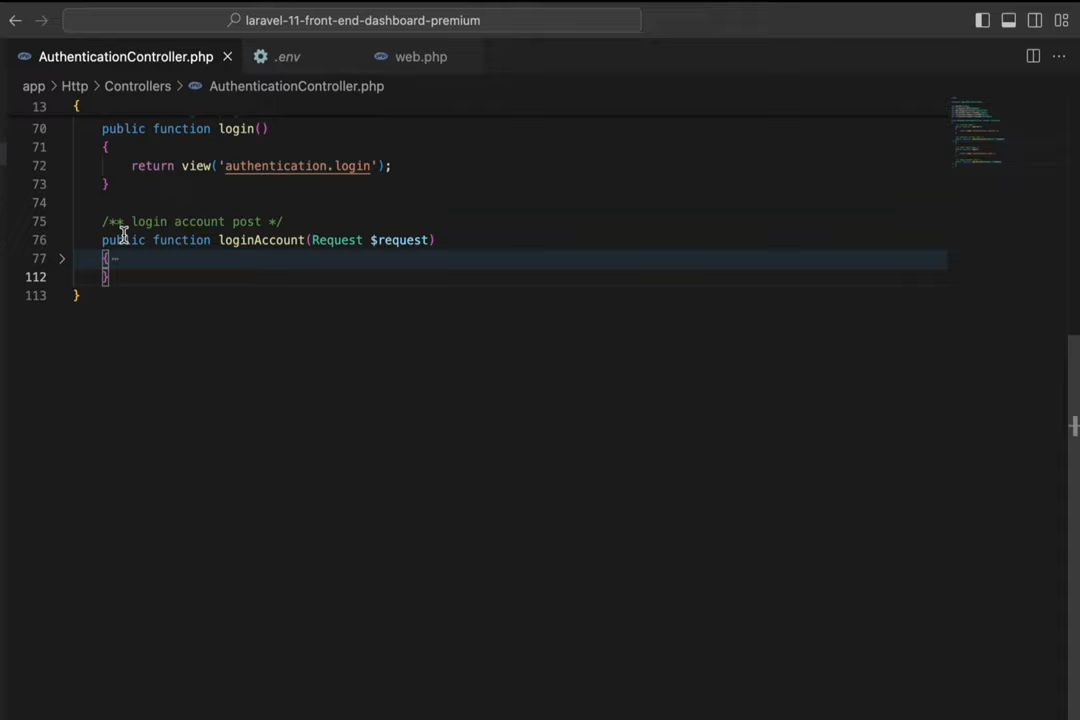 laravel-11-front-end-dashboard-premium
AuthenticationController.php .env web.php
app > Http > Controllers > AuthenticationController.php
13 {
70 public function login()
71 {
72 return view('authentication.login');
73 }
74
75 /** login account post */
76 public function loginAccount(Request $request)
77 { ⋯
112 }
113 }